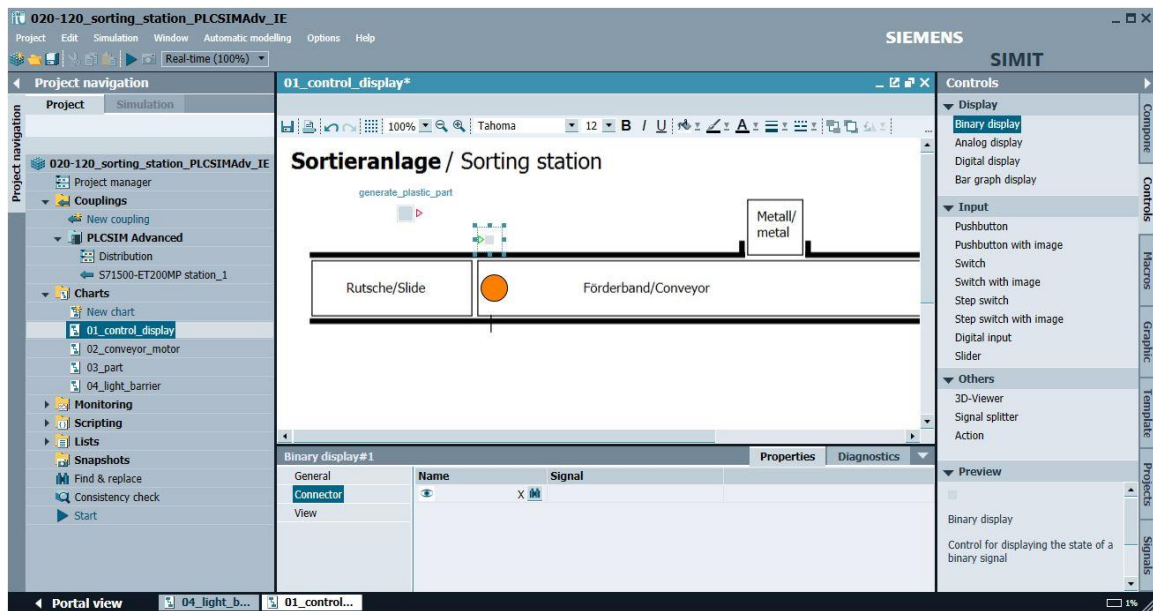 020-120_sorting_station_PLCSIMAdv_IE
Project Edit Simulation Window Automatic modelling Options Help
SIEMENS
Real-time (100%)
SIMIT
Project navigation
Project navigation
Project Simulation
020-120_sorting_station_PLCSIMAdv_IE
Project manager
Couplings
New coupling
PLCSIM Advanced
Distribution
S71500-ET200MP station_1
Charts
New chart
01_control_display
02_conveyor_motor
03_part
04_light_barrier
Monitoring
Scripting
Lists
Snapshots
Find & replace
Consistency check
Start
01_control_display*
100% Tahoma 12 B I U A ...
Sortieranlage / Sorting station
generate_plastic_part
Metall/
metal
Rutsche/Slide
Förderband/Conveyor
Binary display#1
Properties Diagnostics
General
Connector
View
Name Signal
X
Controls
Display
Binary display
Analog display
Digital display
Bar graph display
Input
Pushbutton
Pushbutton with image
Switch
Switch with image
Step switch
Step switch with image
Digital input
Slider
Others
3D-Viewer
Signal splitter
Action
Preview
Binary display
Control for displaying the state of a
binary signal
Compone
Controls
Macros
Graphic
Template
Projects
Signals
Portal view 04_light_b... 01_control...
1%